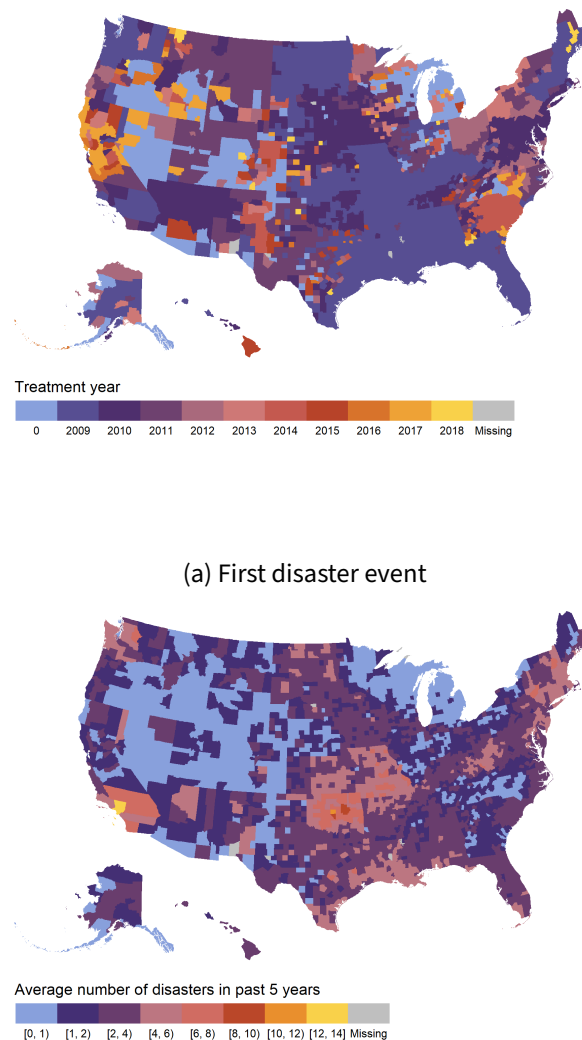 Treatment year
0 2009 2010 2011 2012 2013 2014 2015 2016 2017 2018 Missing
(a) First disaster event
Average number of disasters in past 5 years
[0, 1) [1, 2) [2, 4) [4, 6) [6, 8) [8, 10) [10, 12) [12, 14] Missing